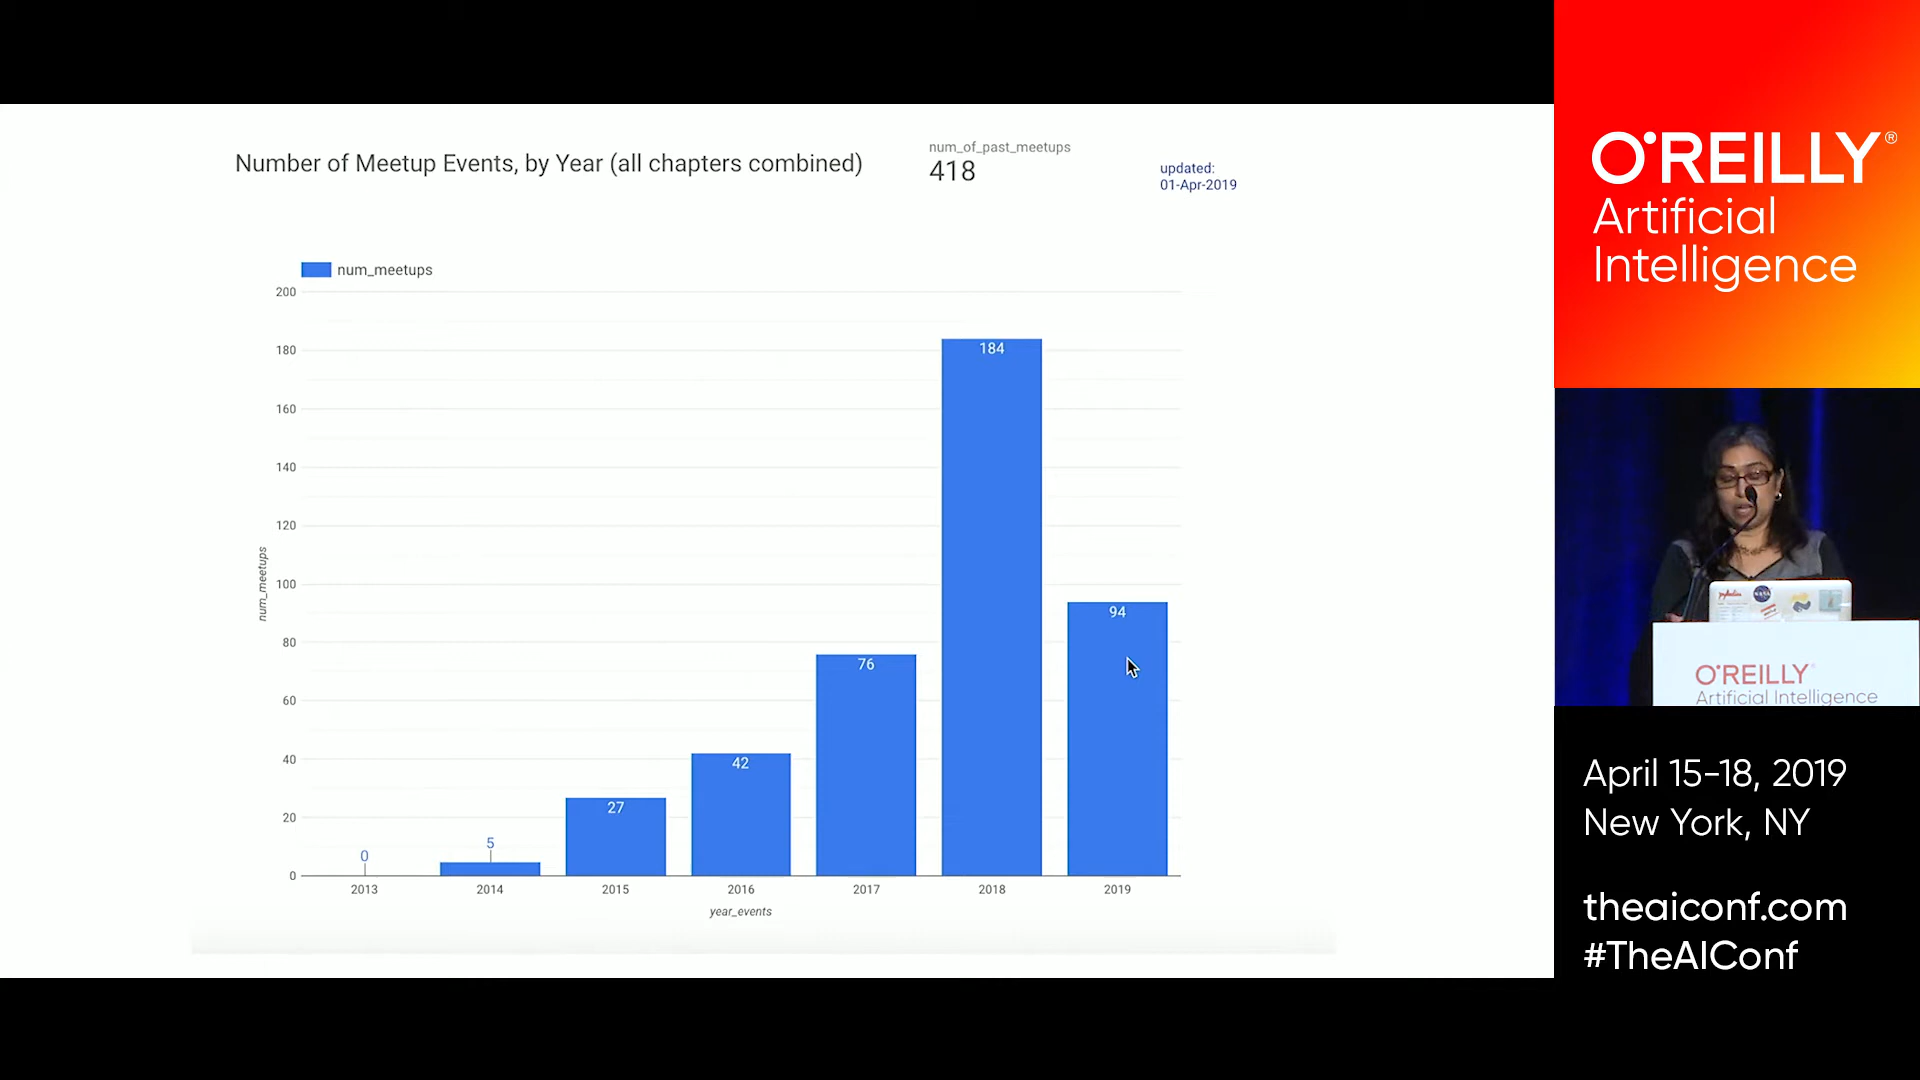 Number of Meetup Events, by Year (all chapters combined)
num_of_past_meetups
418
updated:
01-Apr-2019
num_meetups
200
180
160
140
120
100
80
60
40
20
0
num_meetups
0
5
27
42
76
184
94
2013
2014
2015
2016
2017
2018
2019
year_events
O'REILLY®
Artificial
Intelligence
NASA
O'REILLY
Artificial Intelligence
April 15-18, 2019
New York, NY
theaiconf.com
#TheAIConf